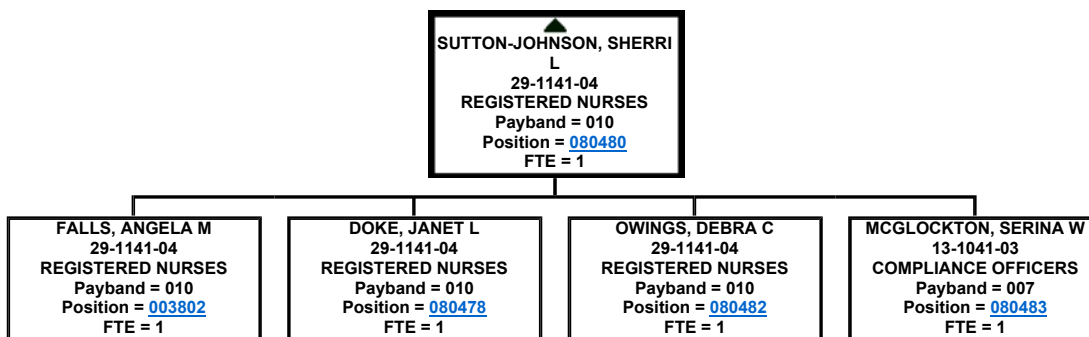 SUTTON-JOHNSON, SHERRI
L
29-1141-04
REGISTERED NURSES
Payband = 010
Position = 080480
FTE = 1
FALLS, ANGELA M
29-1141-04
REGISTERED NURSES
Payband = 010
Position = 003802
FTE = 1
DOKE, JANET L
29-1141-04
REGISTERED NURSES
Payband = 010
Position = 080478
FTE = 1
OWINGS, DEBRA C
29-1141-04
REGISTERED NURSES
Payband = 010
Position = 080482
FTE = 1
MCGLOCKTON, SERINA W
13-1041-03
COMPLIANCE OFFICERS
Payband = 007
Position = 080483
FTE = 1